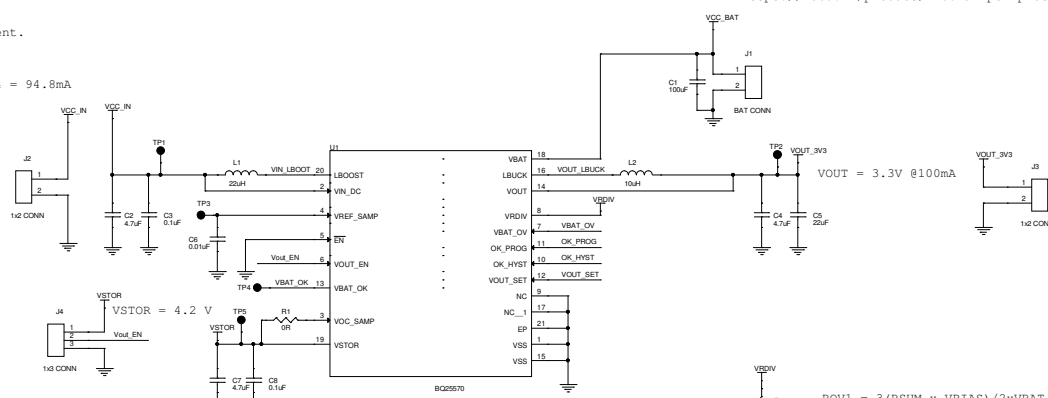 ent.
= 94.8mA
VCC_BAT
J1
1
2
C1
100uF
BAT CONN
VCC_IN
VCC_IN
J2
1
2
1x2 CONN
TP1
L1
22uH
VIN_LBOOST 20
2
C2
4.7uF
C3
0.1uF
TP3
4
C6
0.01uF
5
Vout_EN
6
TP4
VBAT_OK 13
U1
LBOOST
VIN_DC
VREF_SAMP
EN
VOUT_EN
VBAT_OK
VOC_SAMP
VSTOR
VBAT
LBUCK
VOUT
VRDIV
VBAT_OV
OK_PROG
OK_HYST
VOUT_SET
NC
NC__1
EP
VSS
VSS
BQ25570
18
16
VOUT_LBUCK
L2
10uH
14
VRDIV
8
7
VBAT_OV
11
OK_PROG
10
OK_HYST
12
VOUT_SET
9
17
21
1
15
TP2
VOUT_3V3
VOUT = 3.3V @100mA
C4
4.7uF
C5
22uF
VOUT_3V3
J3
1
2
1x2 CON
VSTOR
VSTOR = 4.2 V
J4
1
2
3
Vout_EN
1x3 CONN
VSTOR
TP5
R1
0R
3
19
C7
4.7uF
C8
0.1uF
VRDIV